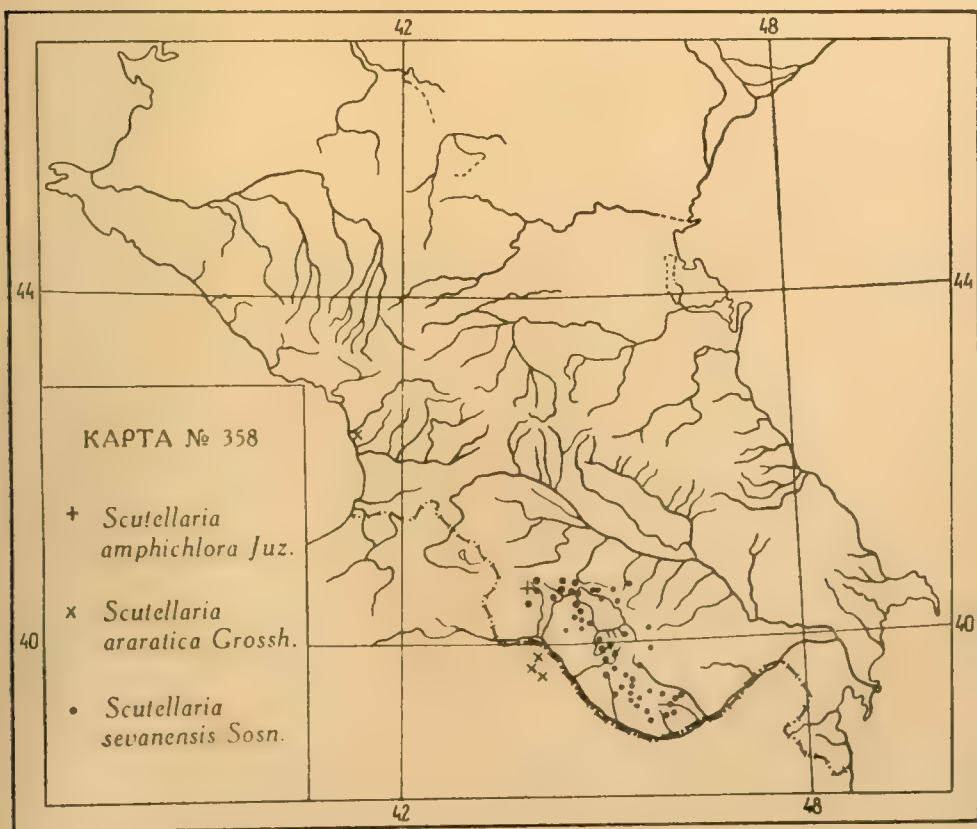 42 48
44 44
КАРТА № 358
+ Scutellaria
amphichlora Juz.
× Scutellaria
araratica Grossh.
• Scutellaria
sevanensis Sosn.
40 40
42 48